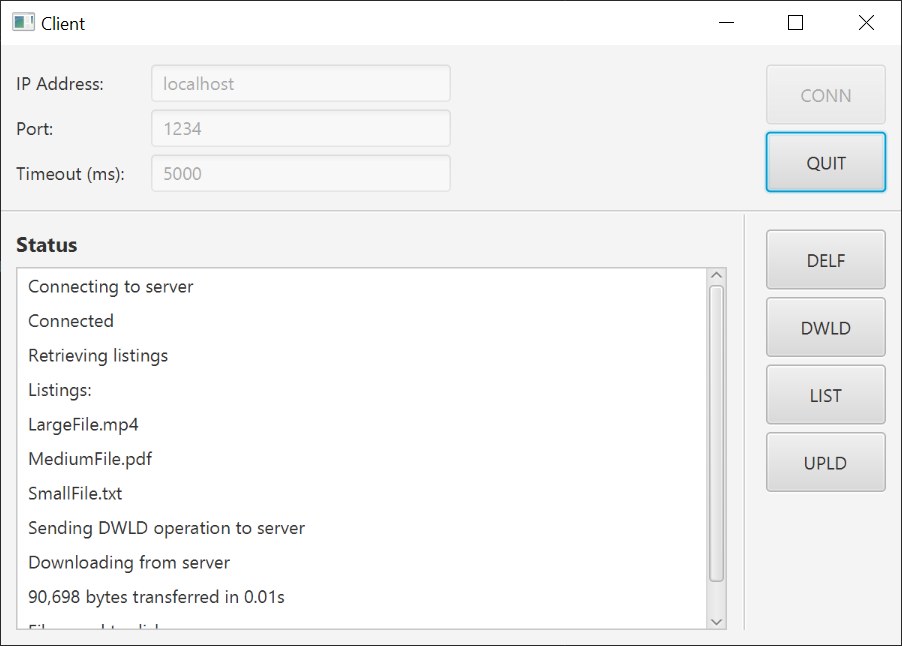 Client
IP Address: localhost
Port: 1234
Timeout (ms): 5000
CONN
QUIT
Status
Connecting to server
Connected
Retrieving listings
Listings:
LargeFile.mp4
MediumFile.pdf
SmallFile.txt
Sending DWLD operation to server
Downloading from server
90,698 bytes transferred in 0.01s
DELF
DWLD
LIST
UPLD